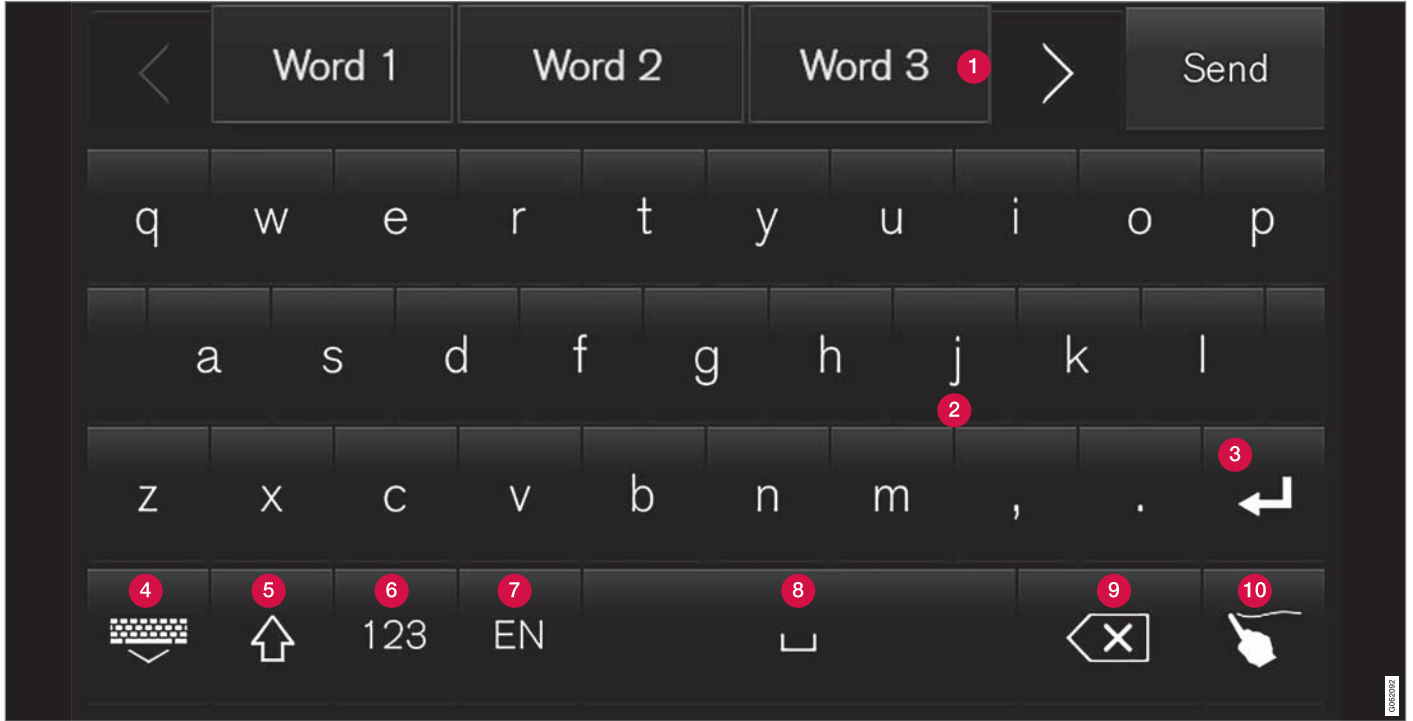 Word 1 Word 2 Word 3 1 Send
q w e r t y u i o p
a s d f g h j k l
2
3
z x c v b n m , .
4 5 6 7 8 9 10
123 EN
G062092